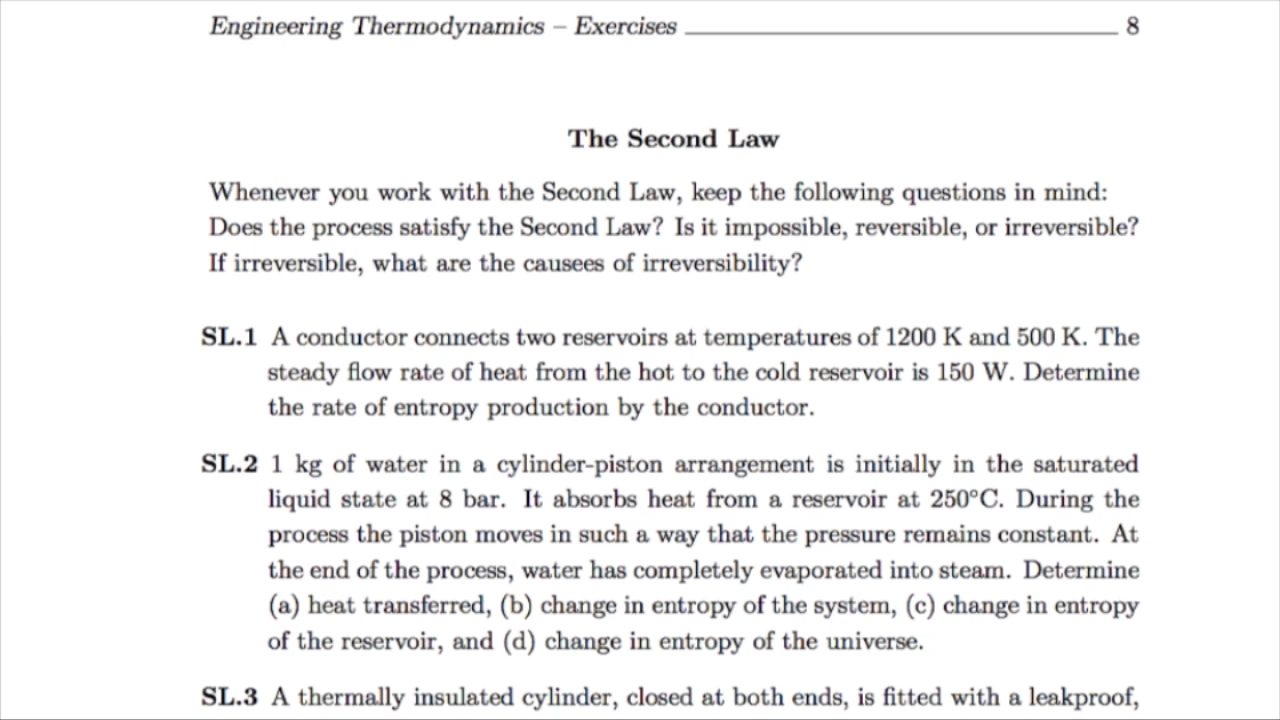 Engineering Thermodynamics – Exercises 8
The Second Law
Whenever you work with the Second Law, keep the following questions in mind:
Does the process satisfy the Second Law? Is it impossible, reversible, or irreversible?
If irreversible, what are the causees of irreversibility?
SL.1 A conductor connects two reservoirs at temperatures of 1200 K and 500 K. The
steady flow rate of heat from the hot to the cold reservoir is 150 W. Determine
the rate of entropy production by the conductor.
SL.2 1 kg of water in a cylinder-piston arrangement is initially in the saturated
liquid state at 8 bar. It absorbs heat from a reservoir at 250°C. During the
process the piston moves in such a way that the pressure remains constant. At
the end of the process, water has completely evaporated into steam. Determine
(a) heat transferred, (b) change in entropy of the system, (c) change in entropy
of the reservoir, and (d) change in entropy of the universe.
SL.3 A thermally insulated cylinder, closed at both ends, is fitted with a leakproof,